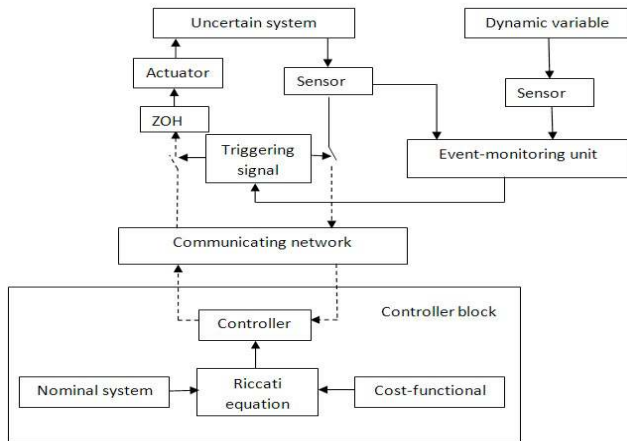 Uncertain system
Dynamic variable
Actuator
Sensor
Sensor
ZOH
Triggering
signal
Event-monitoring unit
Communicating network
Controller block
Controller
Nominal system
Riccati
equation
Cost-functional